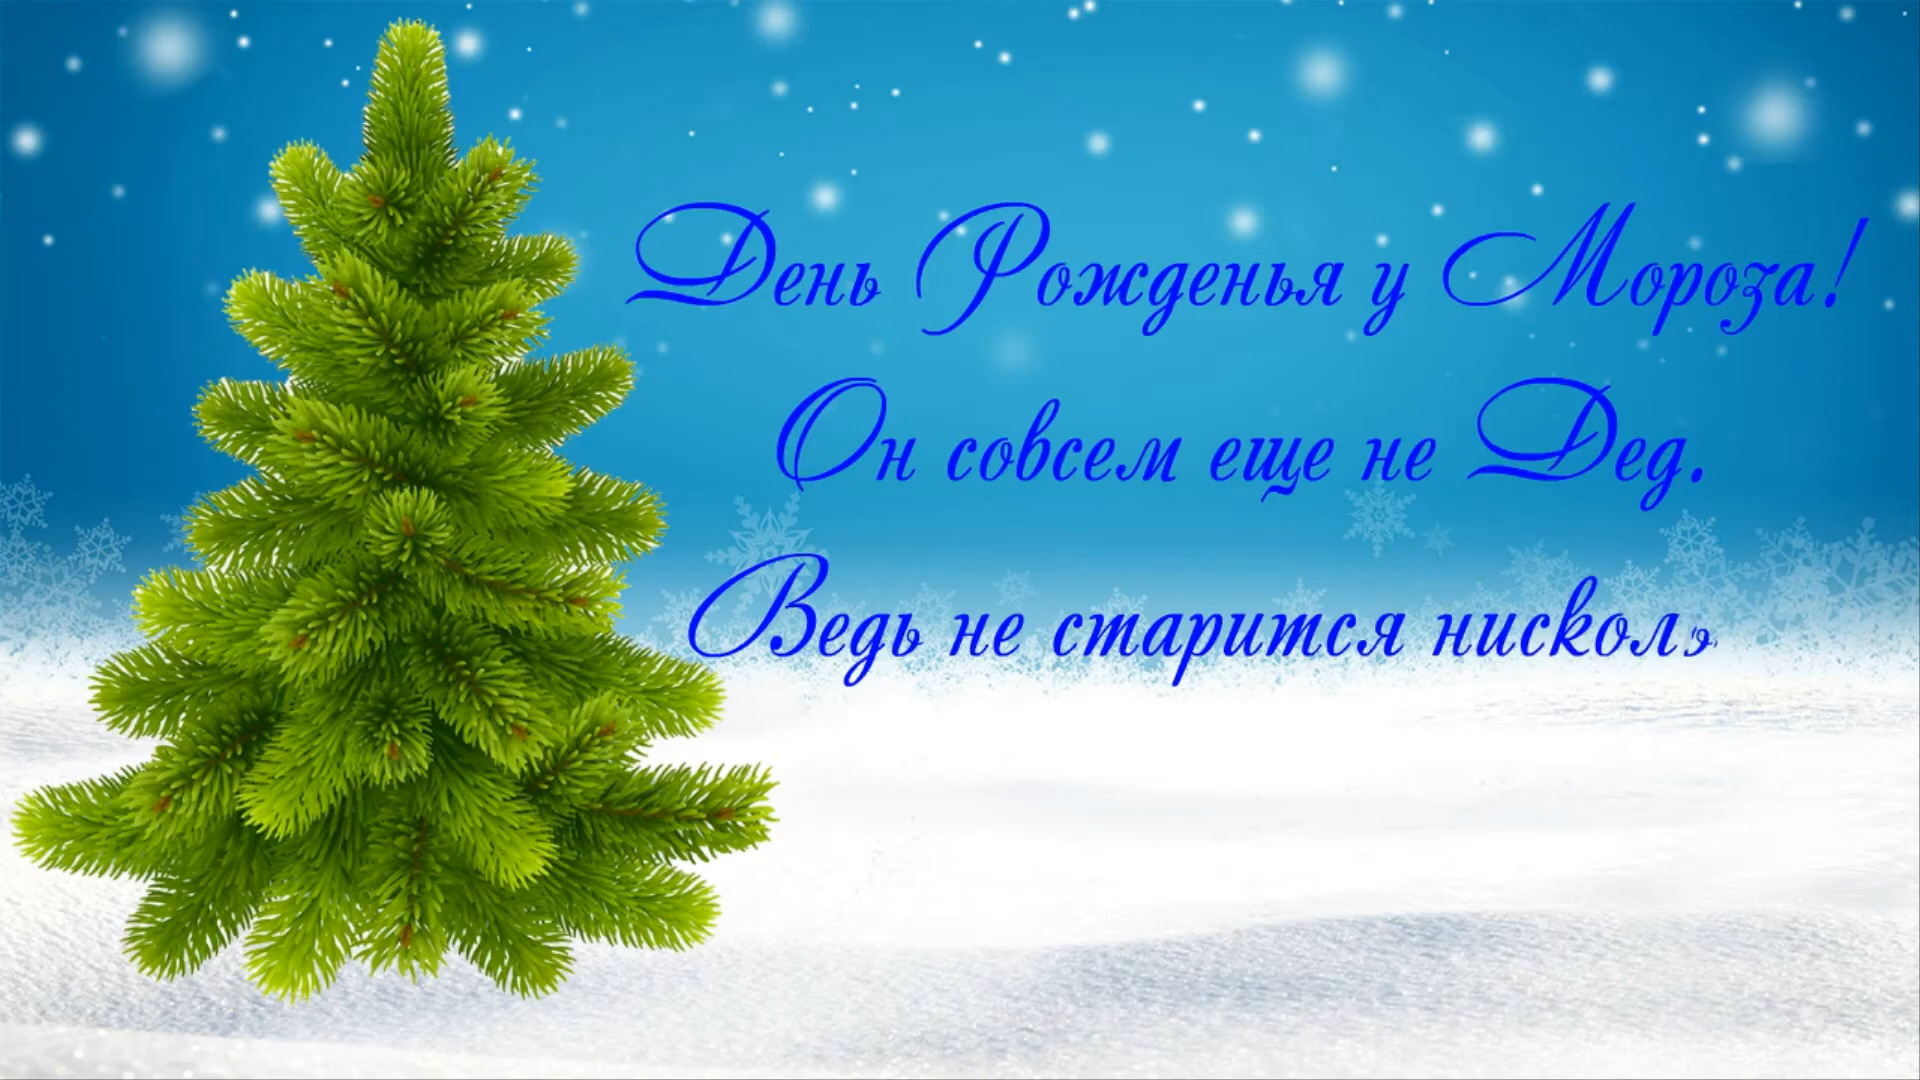 День Рожденья у Мороза!
Он совсем еще не Дед.
Ведь не старится